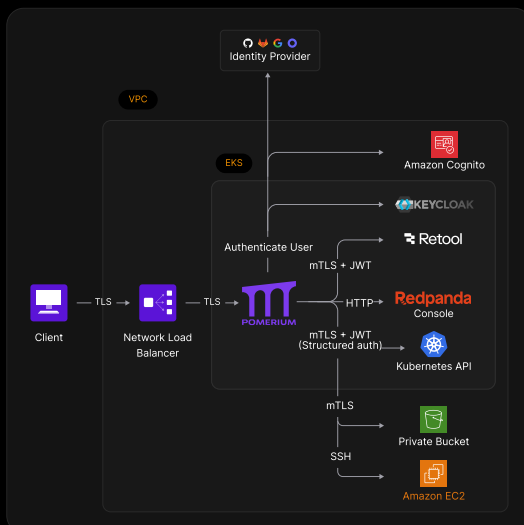 Identity Provider
VPC
EKS
Amazon Cognito
KEYCLOAK
Authenticate User
Retool
mTLS + JWT
TLS
TLS
POMERIUM
HTTP
Redpanda
Console
Client
Network Load
Balancer
mTLS + JWT
(Structured auth)
Kubernetes API
mTLS
Private Bucket
SSH
Amazon EC2